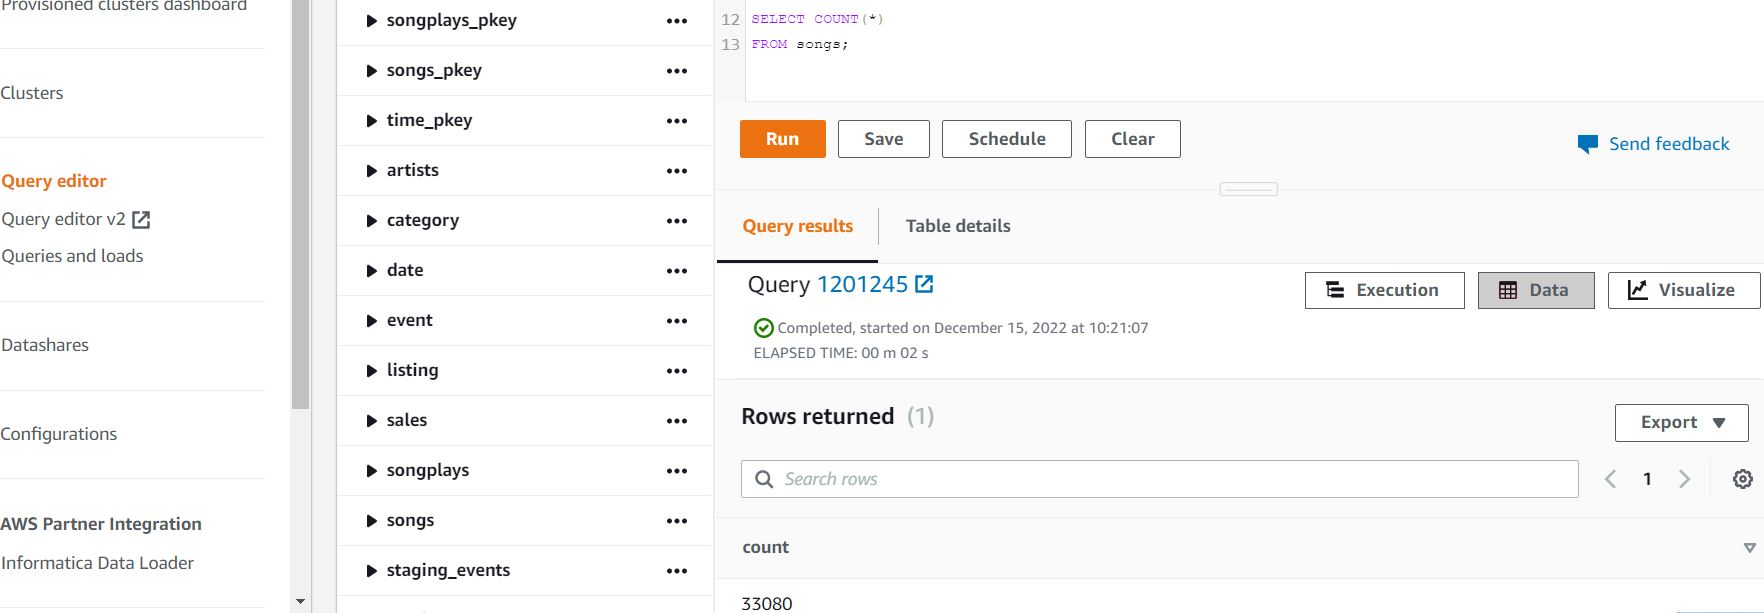 Provisioned clusters dashboard
Clusters
Query editor
Query editor v2
Queries and loads
Datashares
Configurations
AWS Partner Integration
Informatica Data Loader
songplays_pkey
songs_pkey
time_pkey
artists
category
date
event
listing
sales
songplays
songs
staging_events
12 SELECT COUNT(*)
13 FROM songs;
Run Save Schedule Clear
Send feedback
Query results Table details
Query 1201245
Execution Data Visualize
Completed, started on December 15, 2022 at 10:21:07
ELAPSED TIME: 00 m 02 s
Rows returned (1)
Export
Search rows
1
count
33080